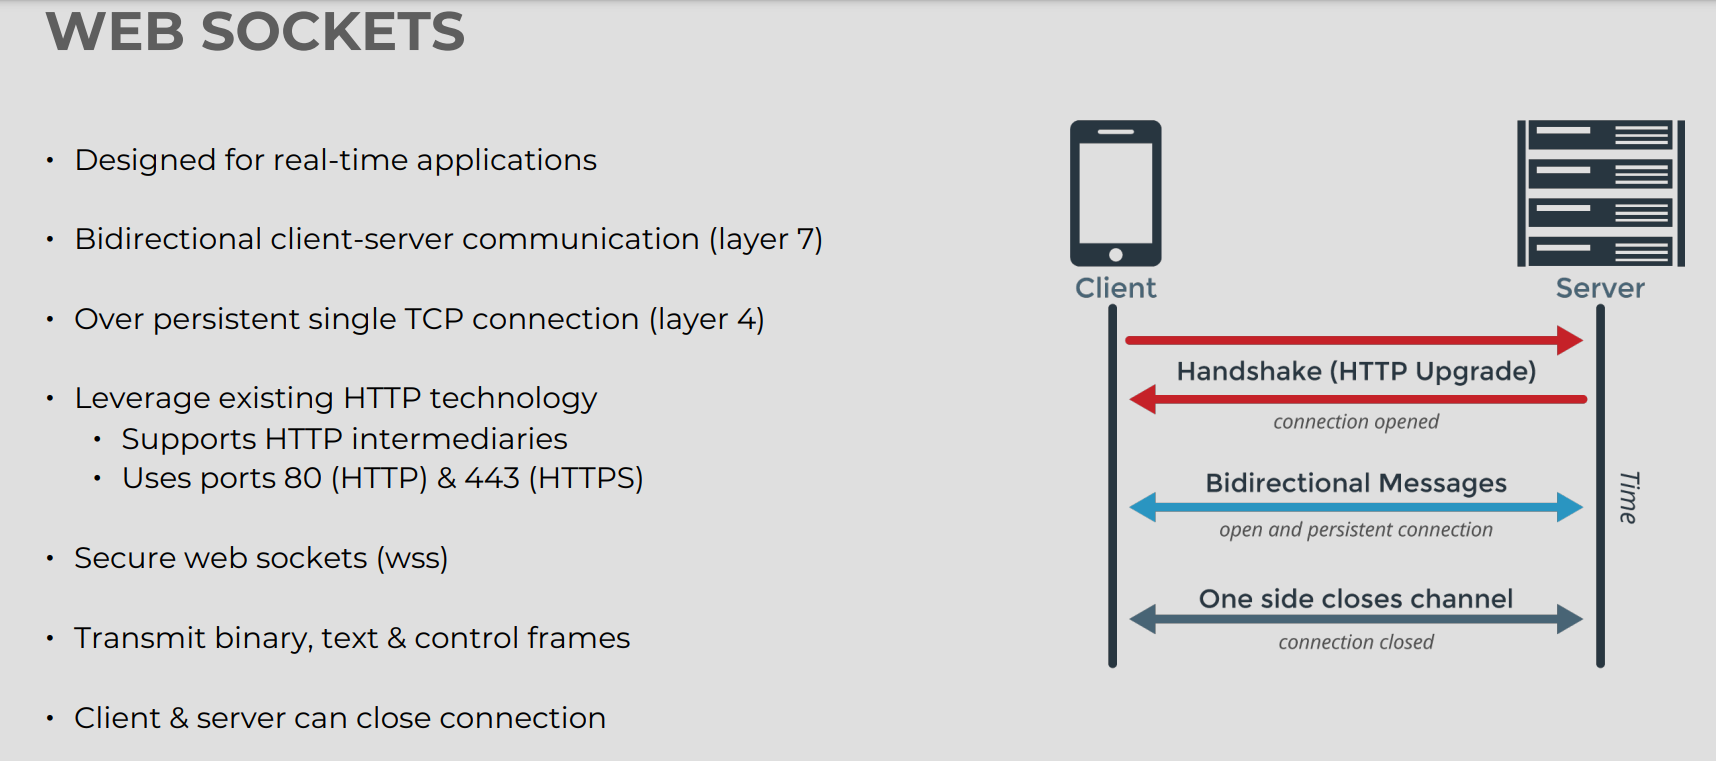 WEB SOCKETS
• Designed for real-time applications
• Bidirectional client-server communication (layer 7)
• Over persistent single TCP connection (layer 4)
• Leverage existing HTTP technology
• Supports HTTP intermediaries
• Uses ports 80 (HTTP) & 443 (HTTPS)
• Secure web sockets (wss)
• Transmit binary, text & control frames
• Client & server can close connection
Client
Server
Handshake (HTTP Upgrade)
connection opened
Bidirectional Messages
open and persistent connection
Time
One side closes channel
connection closed